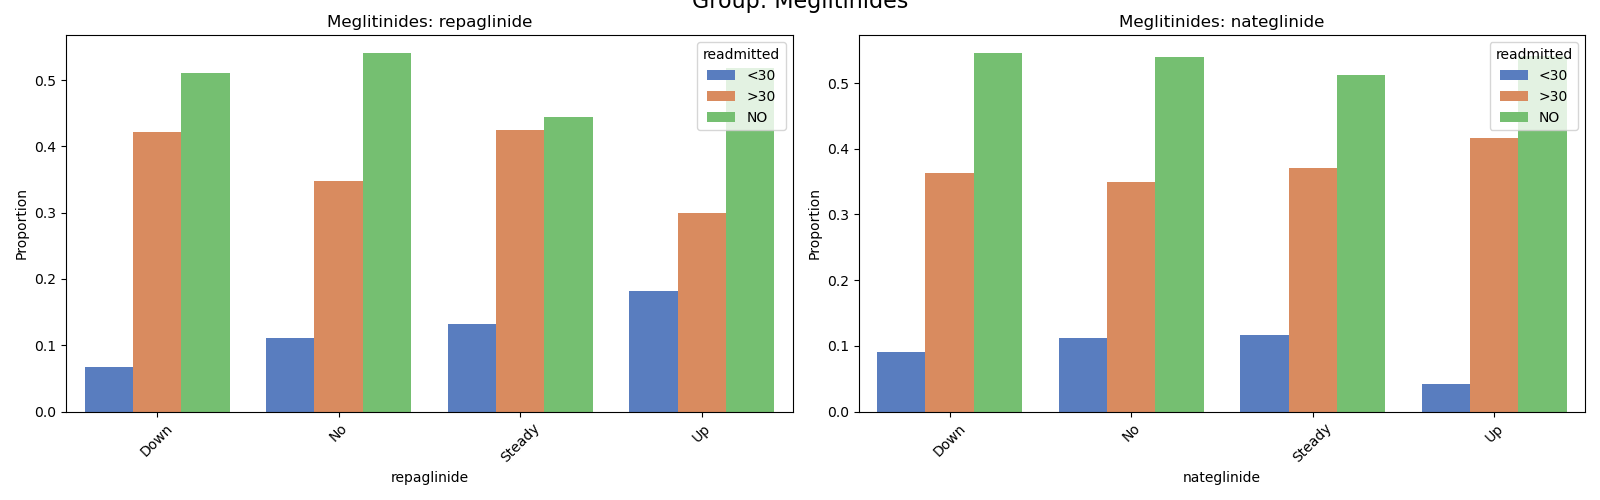 Group: Meglitinides
Meglitinides: repaglinide
Meglitinides: nateglinide
readmitted
<30
>30
NO
readmitted
<30
>30
NO
Proportion
0.5
0.4
0.3
0.2
0.1
0.0
Down
No
Steady
Up
repaglinide
Proportion
0.5
0.4
0.3
0.2
0.1
0.0
Down
No
Steady
Up
nateglinide